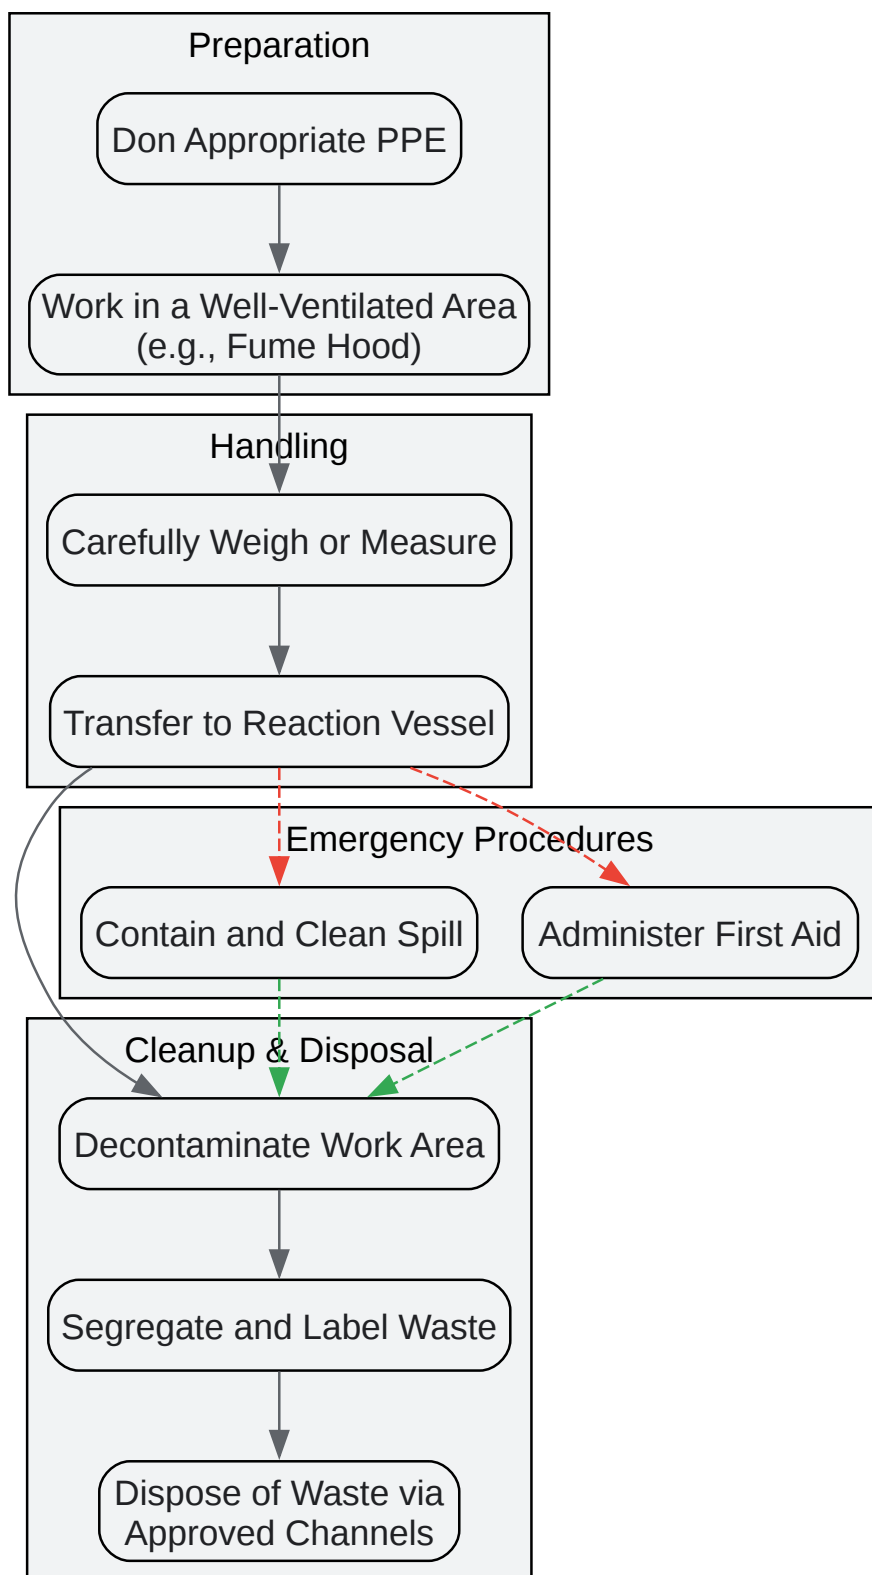 Preparation
Don Appropriate PPE
Work in a Well-Ventilated Area
(e.g., Fume Hood)
Handling
Carefully Weigh or Measure
Transfer to Reaction Vessel
Emergency Procedures
Contain and Clean Spill
Administer First Aid
Cleanup & Disposal
Decontaminate Work Area
Segregate and Label Waste
Dispose of Waste via
Approved Channels